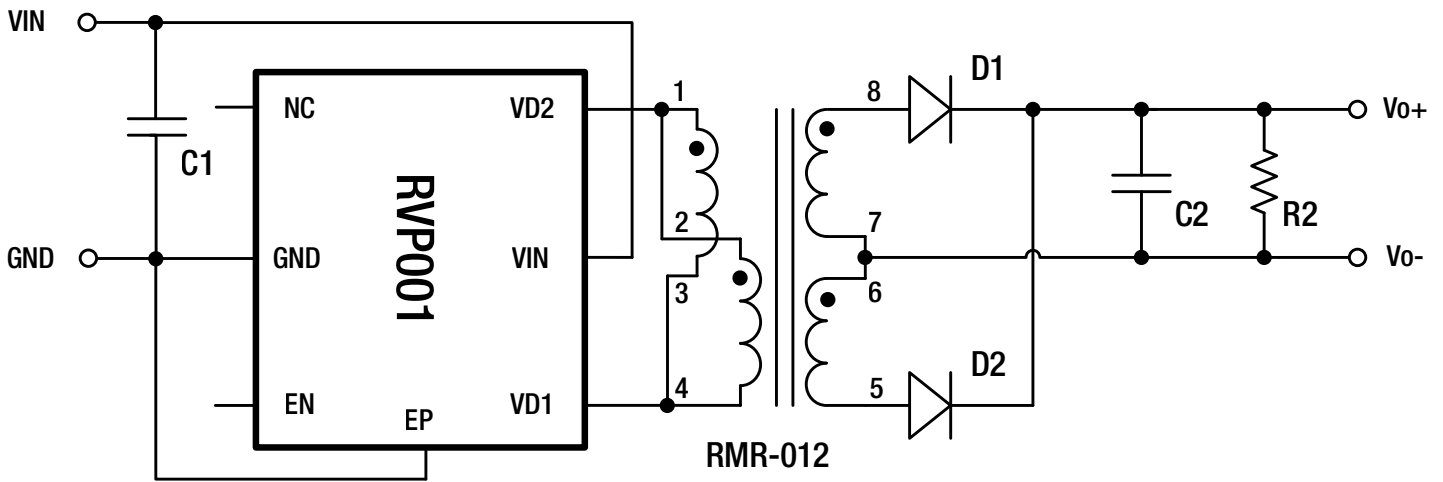 VIN
C1
GND
NC
VD2
RVP001
GND
VIN
EN
EP
VD1
1
2
3
4
8
7
6
5
RMR-012
D1
D2
C2
R2
Vo+
Vo-